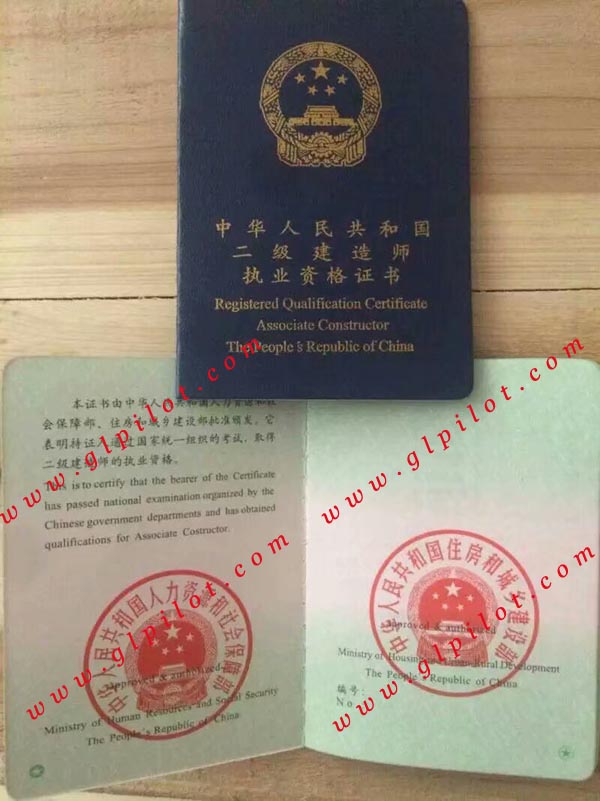 中华人民共和国
二级建造师
执业资格证书
Registered Qualification Certificate
Associate Constructor
The People's Republic of China
本证书由中华人民共和国人力资源和社
会保障部、住房和城乡建设部批准颁发。它
表明持证人通过国家统一组织的考试，取得
二级建造师的执业资格。
This is to certify that the bearer of the Certificate
has passed national examination organized by the
Chinese government departments and has obtained
qualifications for Associate Costructor.
中华人民共和国人力资源和社会保障部
Approved & authorized
Ministry of Human Resources and Social Security
The People's Republic of China
中华人民共和国住房和城乡建设部
Approved & authorized
Ministry of Housing and Urban-Rural Development
The People's Republic of China
编号:
No
www.glpilot.com
www.glpilot.com
www.glpilot.com
www.glpilot.com